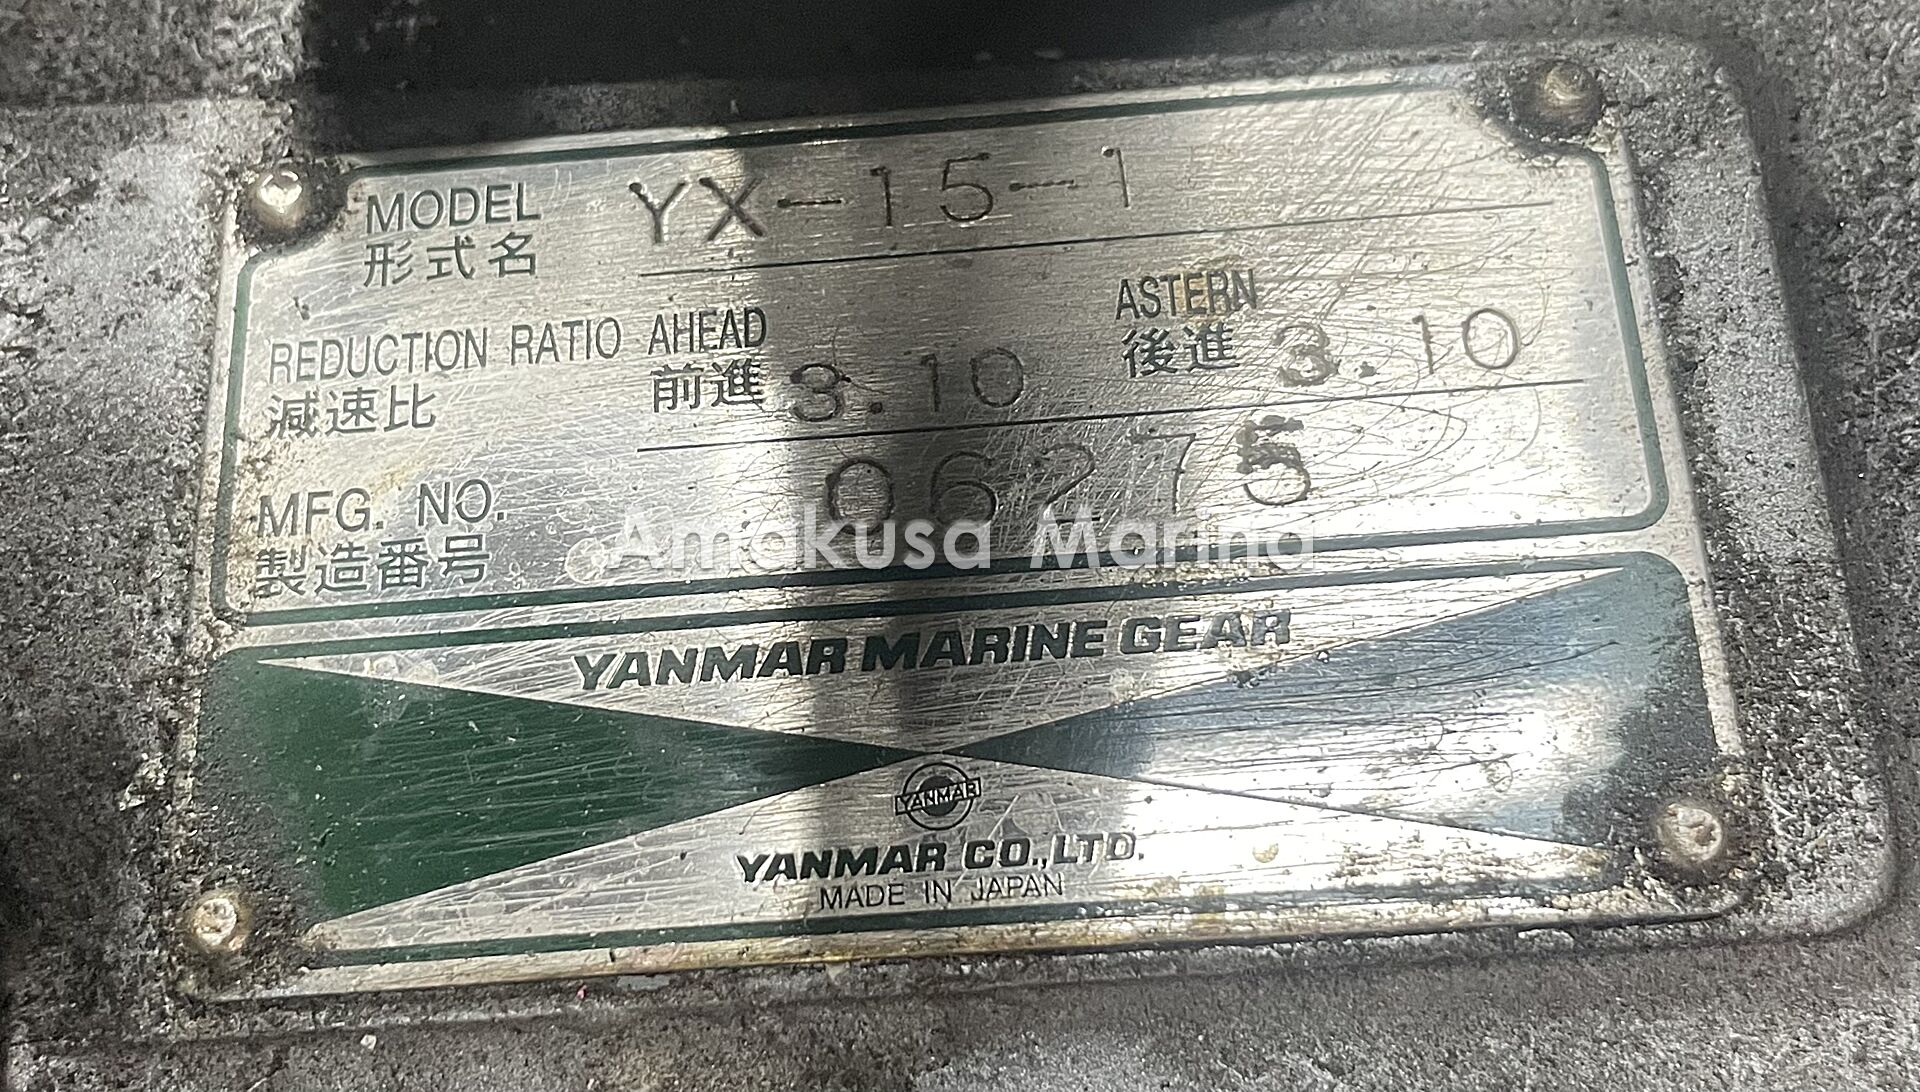 MODEL YX-15-1
形式名
REDUCTION RATIO AHEAD 3.10 ASTERN 3.10
減速比 前進 後進
MFG. NO. 06275
製造番号
Amakusa Marina
YANMAR MARINE GEAR
YANMAR
YANMAR CO.,LTD.
MADE IN JAPAN